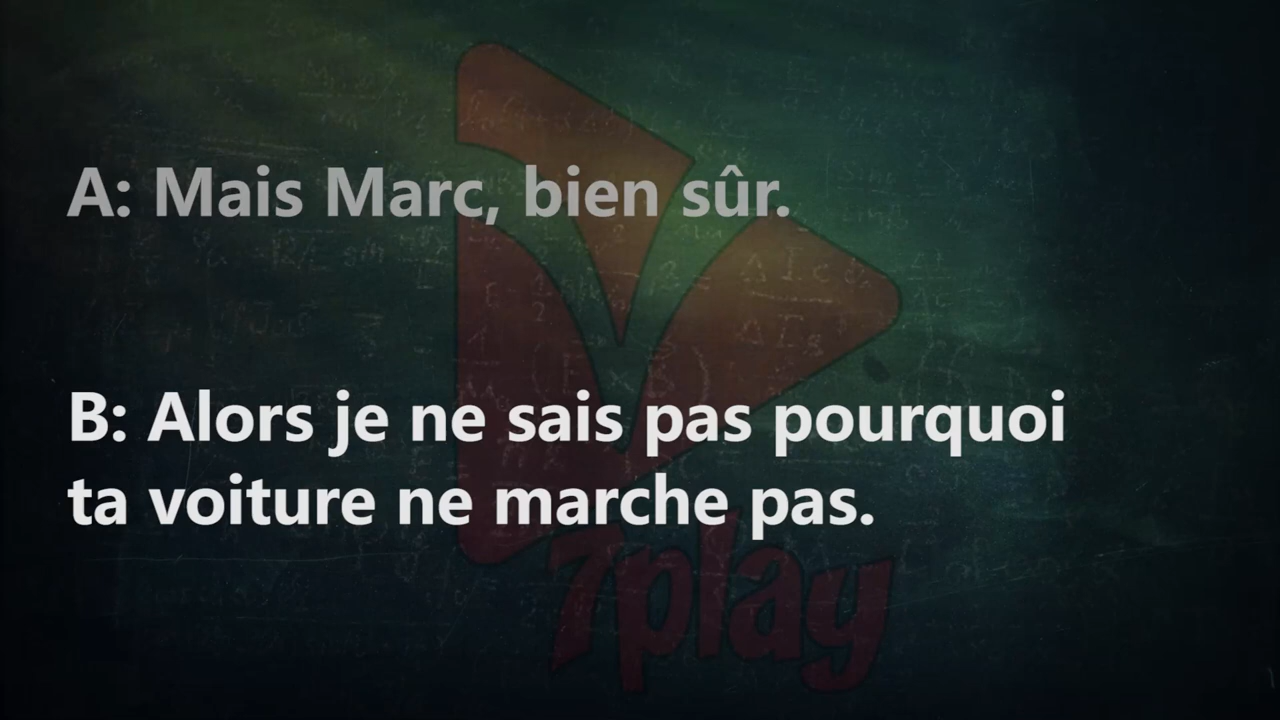 A: Mais Marc, bien sûr.
B: Alors je ne sais pas pourquoi
ta voiture ne marche pas.
7play